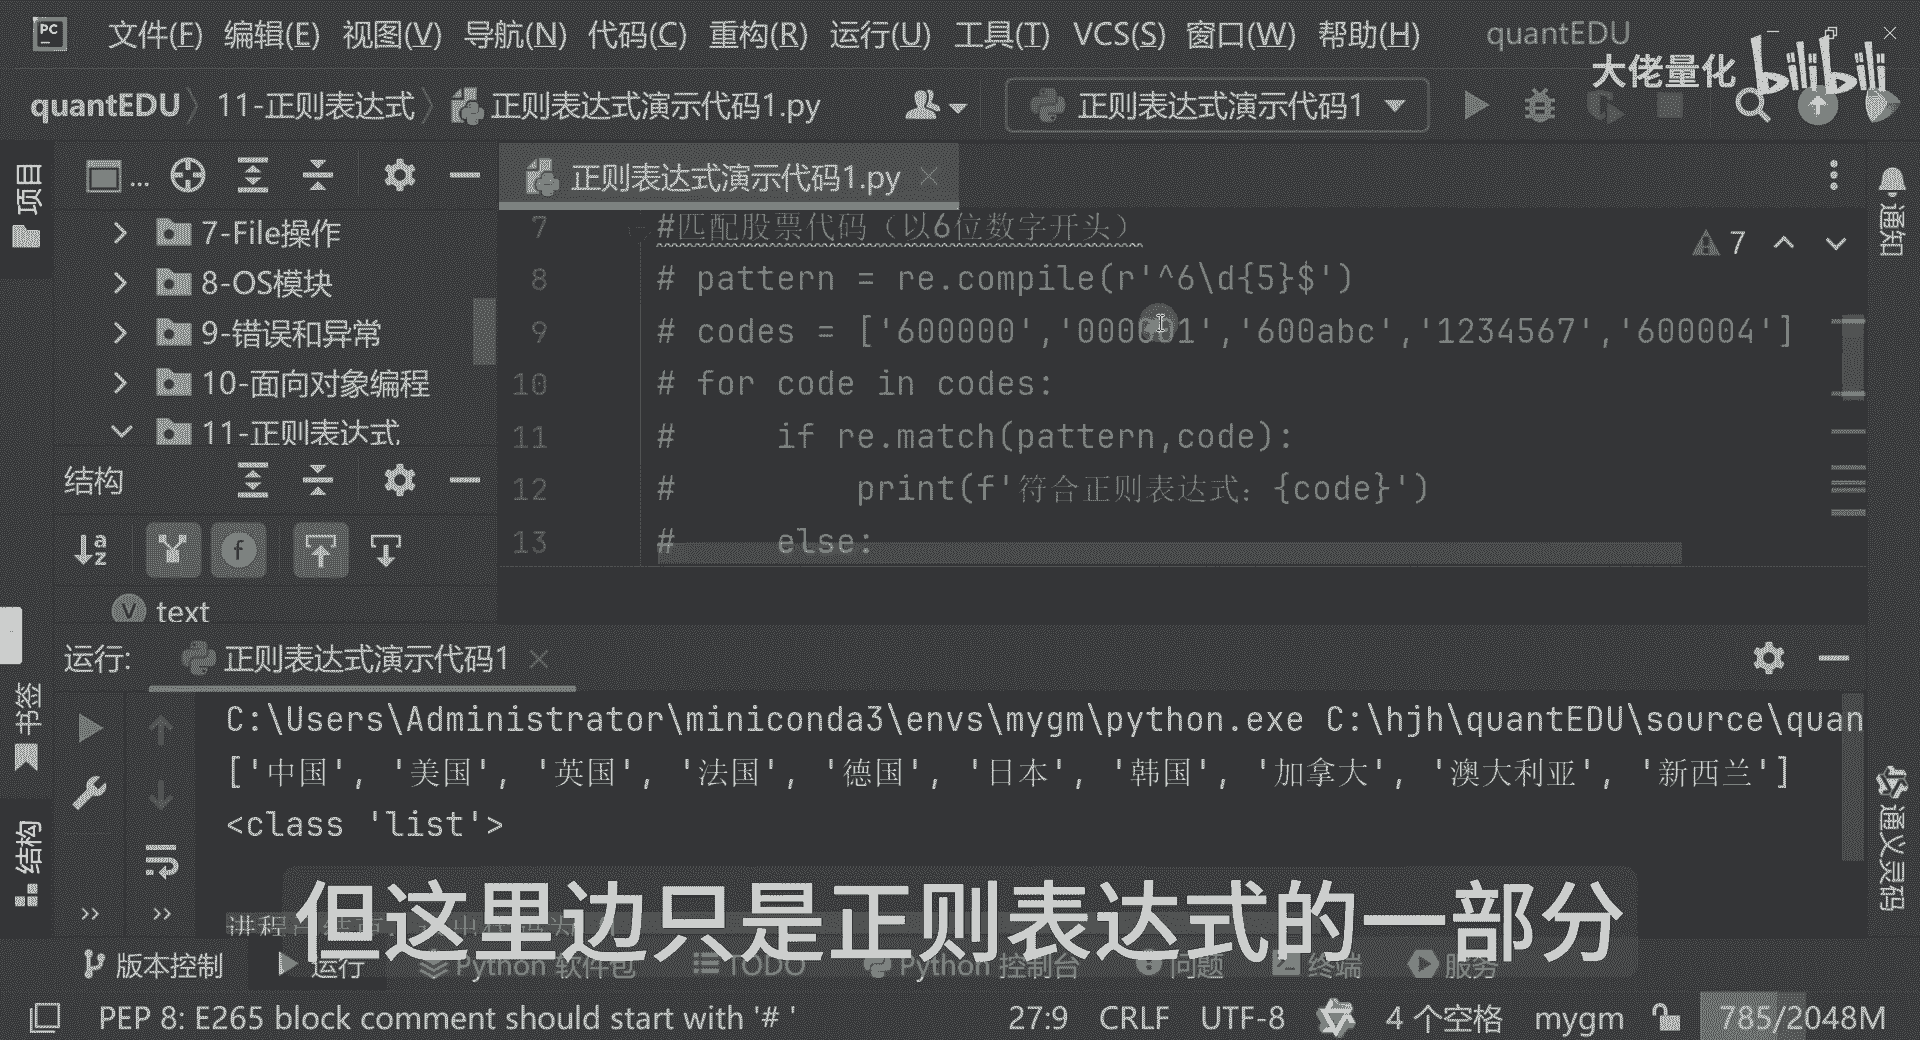 文件(F) 编辑(E) 视图(V) 导航(N) 代码(C) 重构(R) 运行(U) 工具(T) VCS(S) 窗口(W) 帮助(H) quantEDU
大佬量化 bilibili
quantEDU 11-正则表达式 正则表达式演示代码1.py 正则表达式演示代码1
项目
...
正则表达式演示代码1.py
通知
7-File操作
8-OS模块
9-错误和异常
10-面向对象编程
11-正则表达式
7 #匹配股票代码（以6位数字开头）
7
8 # pattern = re.compile(r'^6\d{5}$')
9 # codes = ['600000','000001','600abc','1234567','600004']
10 # for code in codes:
11 #     if re.match(pattern,code):
12 #         print(f'符合正则表达式: {code}')
13 #     else:
结构
text
运行: 正则表达式演示代码1
书签
结构
C:\Users\Administrator\miniconda3\envs\mygm\python.exe C:\hjh\quantEDU\source\quan
['中国', '美国', '英国', '法国', '德国', '日本', '韩国', '加拿大', '澳大利亚', '新西兰']
<class 'list'>
通义灵码
但这里边只是正则表达式的一部分
版本控制 运行 Python 软件包 TODO Python 控制台 问题 终端 服务
PEP 8: E265 block comment should start with '# ' 27:9 CRLF UTF-8 4 个空格 mygm 785/2048M